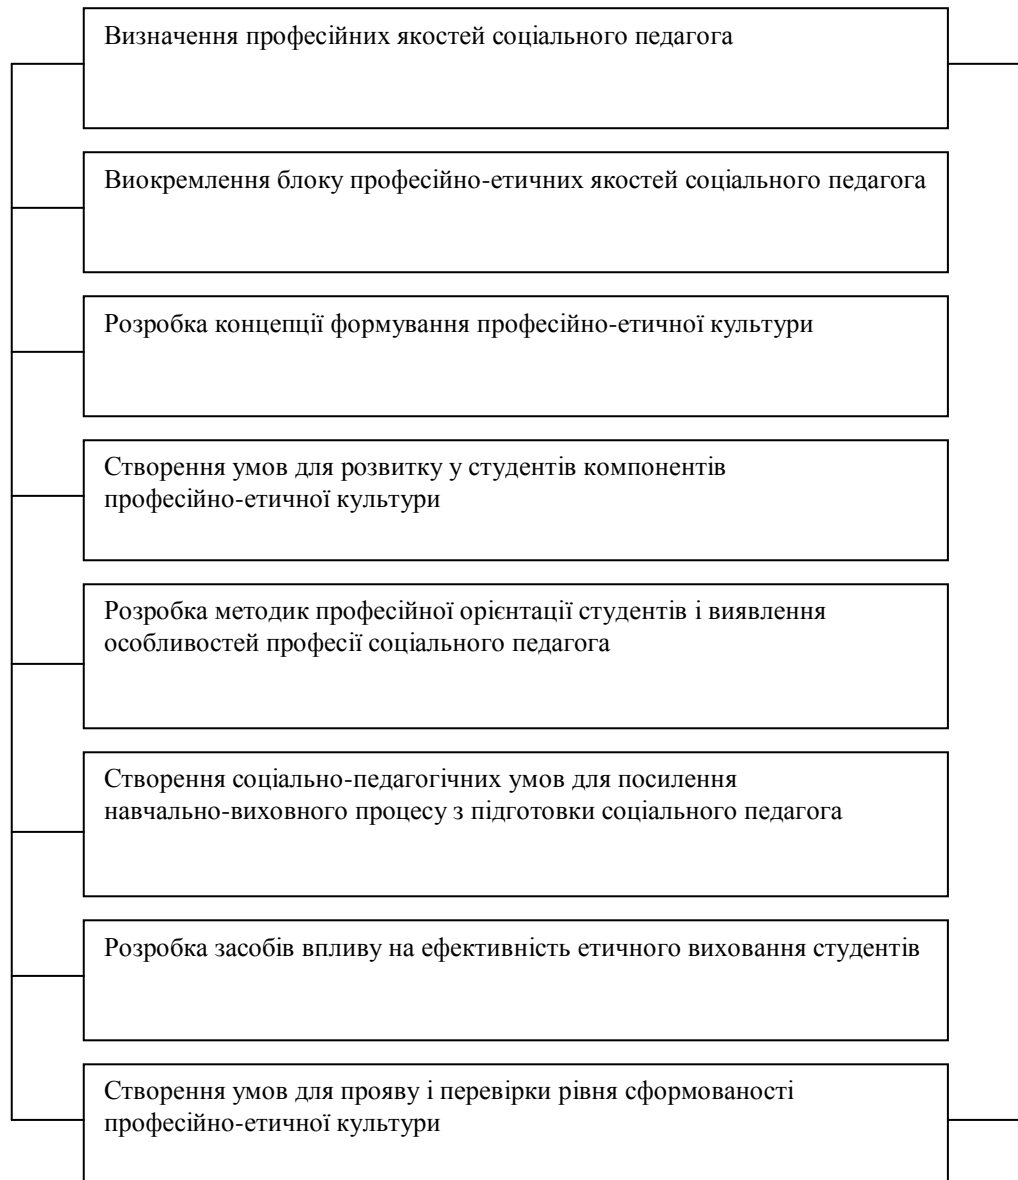 Визначення професійних якостей соціального педагога
Виокремлення блоку професійно-етичних якостей соціального педагога
Розробка концепції формування професійно-етичної культури
Створення умов для розвитку у студентів компонентів
професійно-етичної культури
Розробка методик професійної орієнтації студентів і виявлення
особливостей професії соціального педагога
Створення соціально-педагогічних умов для посилення
навчально-виховного процесу з підготовки соціального педагога
Розробка засобів впливу на ефективність етичного виховання студентів
Створення умов для прояву і перевірки рівня сформованості
професійно-етичної культури